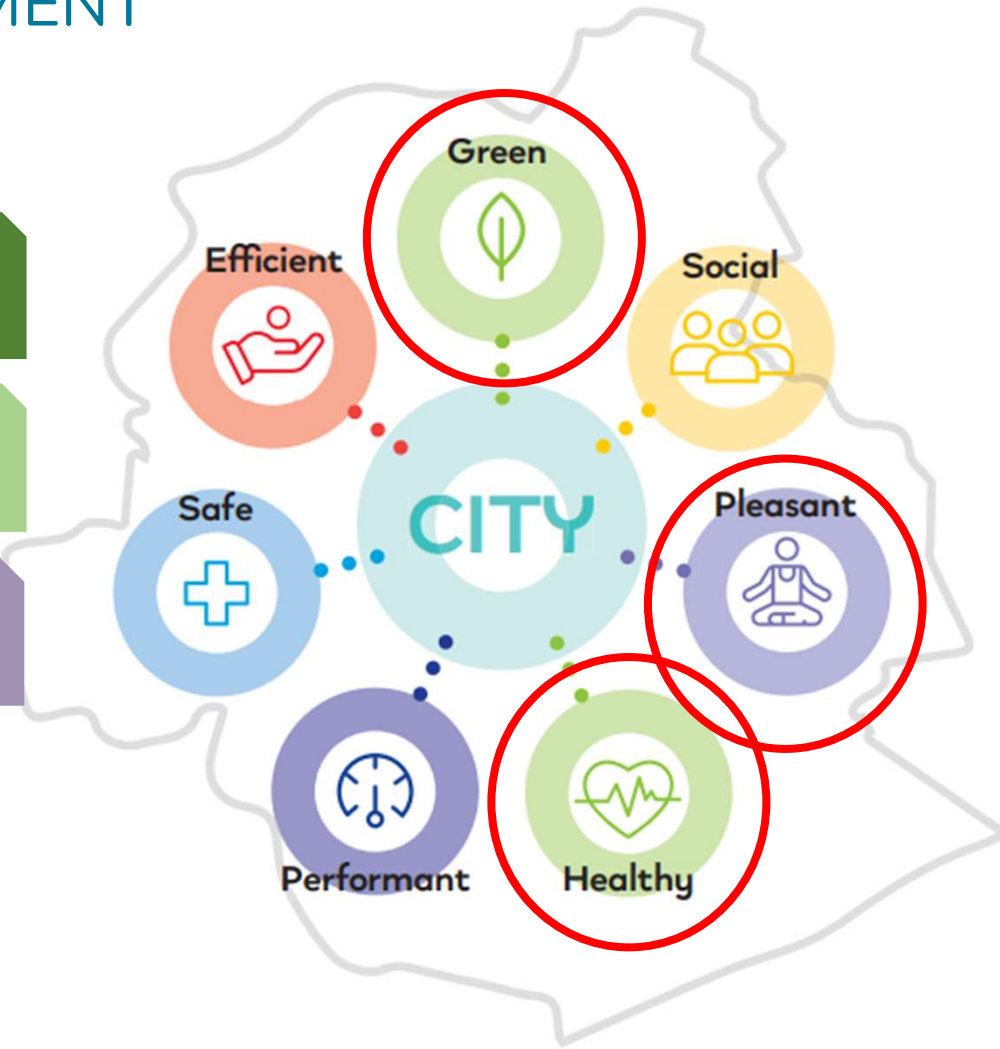 MENT
Green
Efficient
Social
CITY
Safe
Pleasant
Performant
Healthy